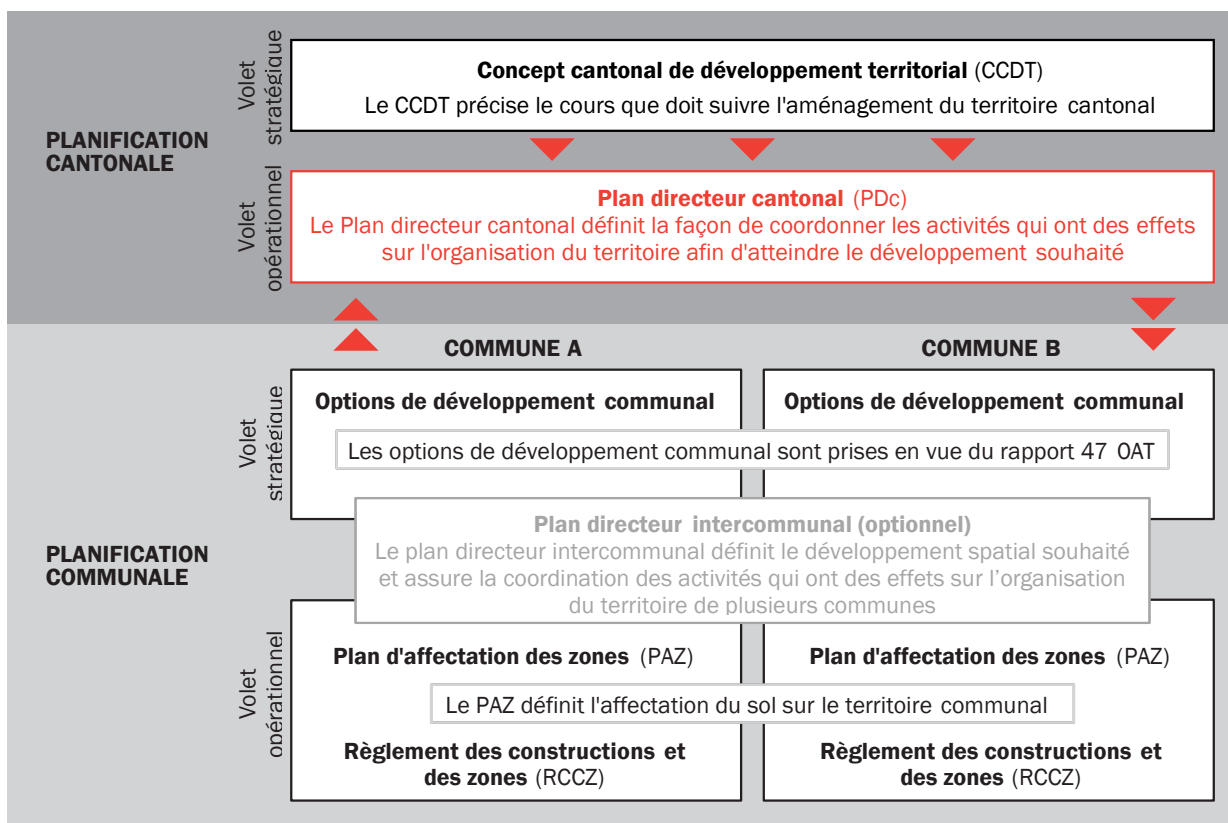 PLANIFICATION
CANTONALE
Volet
stratégique
Concept cantonal de développement territorial (CCDT)
Le CCDT précise le cours que doit suivre l'aménagement du territoire cantonal
Volet
opérationnel
Plan directeur cantonal (PDc)
Le Plan directeur cantonal définit la façon de coordonner les activités qui ont des effets
sur l'organisation du territoire afin d'atteindre le développement souhaité
PLANIFICATION
COMMUNALE
COMMUNE A
COMMUNE B
Volet
stratégique
Options de développement communal
Options de développement communal
Les options de développement communal sont prises en vue du rapport 47 OAT
Plan directeur intercommunal (optionnel)
Le plan directeur intercommunal définit le développement spatial souhaité
et assure la coordination des activités qui ont des effets sur l'organisation
du territoire de plusieurs communes
Volet
opérationnel
Plan d'affectation des zones (PAZ)
Plan d'affectation des zones (PAZ)
Le PAZ définit l'affectation du sol sur le territoire communal
Règlement des constructions et
des zones (RCCZ)
Règlement des constructions et
des zones (RCCZ)